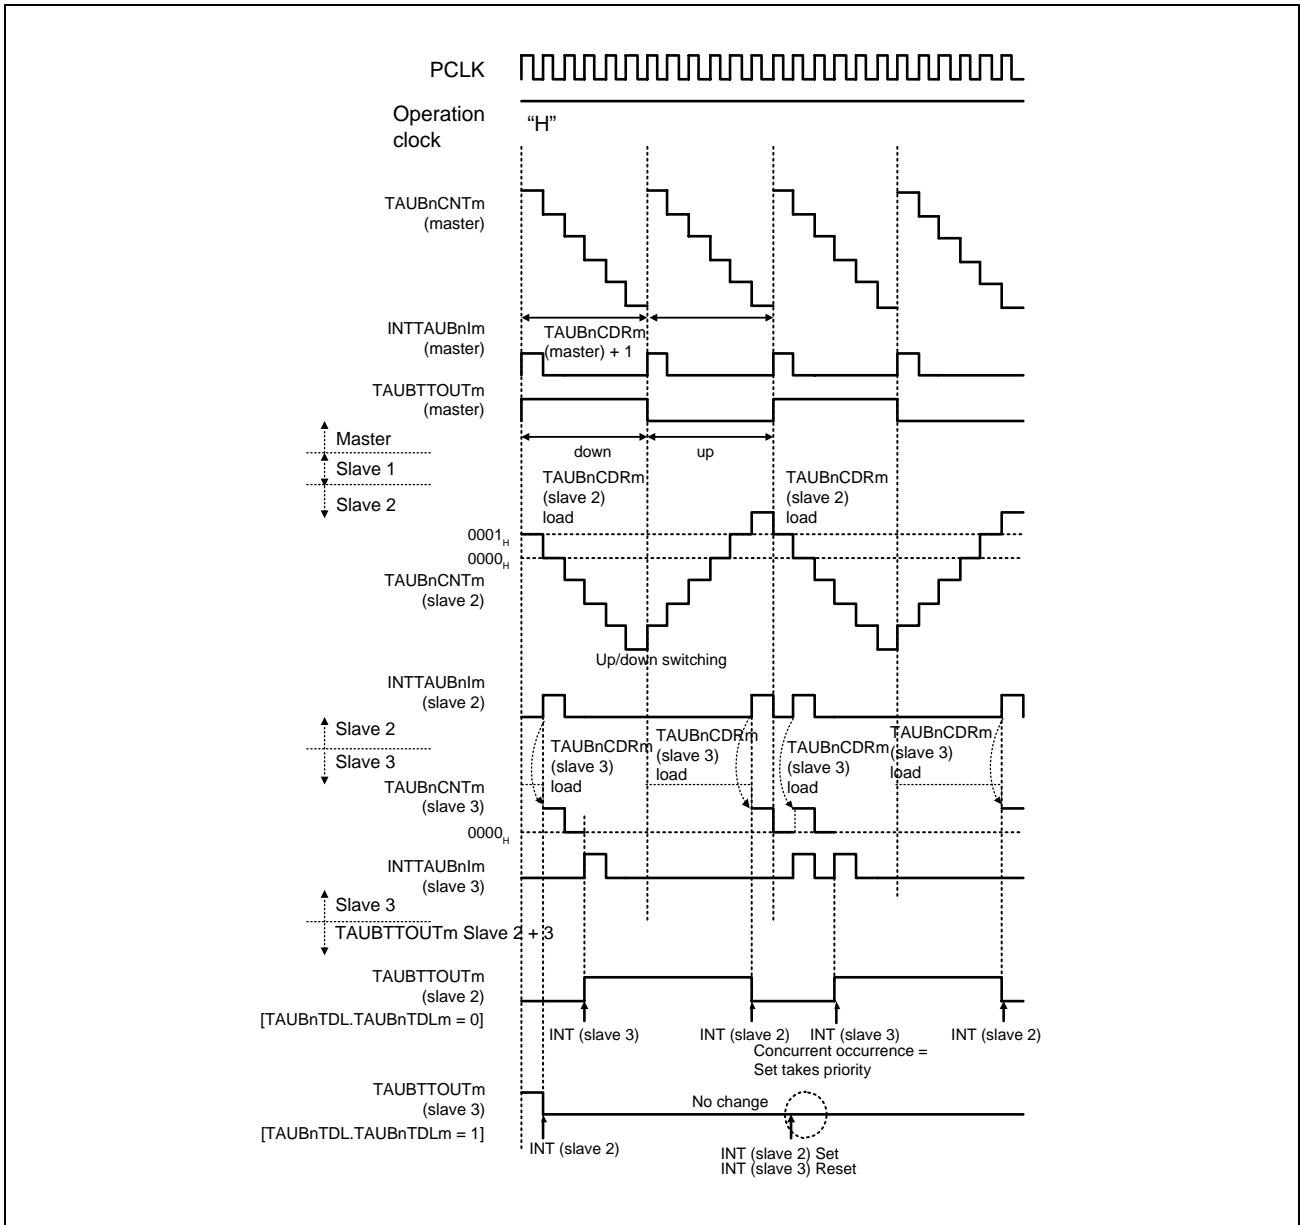 PCLK
Operation
clock
“H”
TAUBnCNTm
(master)
INTTAUBnIm
(master)
TAUBnCDRm
(master) + 1
TAUBTTOUTm
(master)
Master
down
up
Slave 1
Slave 2
TAUBnCDRm
(slave 2)
load
TAUBnCDRm
(slave 2)
load
0001H
0000H
TAUBnCNTm
(slave 2)
Up/down switching
INTTAUBnIm
(slave 2)
Slave 2
Slave 3
TAUBnCDRm
(slave 3)
load
TAUBnCDRm
(slave 3)
load
TAUBnCDRm
(slave 3)
load
TAUBnCDRm
(slave 3)
load
TAUBnCNTm
(slave 3)
0000H
INTTAUBnIm
(slave 3)
Slave 3
TAUBTTOUTm Slave 2 + 3
TAUBTTOUTm
(slave 2)
[TAUBnTDL.TAUBnTDLm = 0]
INT (slave 3)
INT (slave 2)
INT (slave 3)
INT (slave 2)
Concurrent occurrence =
Set takes priority
TAUBTTOUTm
(slave 3)
[TAUBnTDL.TAUBnTDLm = 1]
No change
INT (slave 2)
INT (slave 2) Set
INT (slave 3) Reset